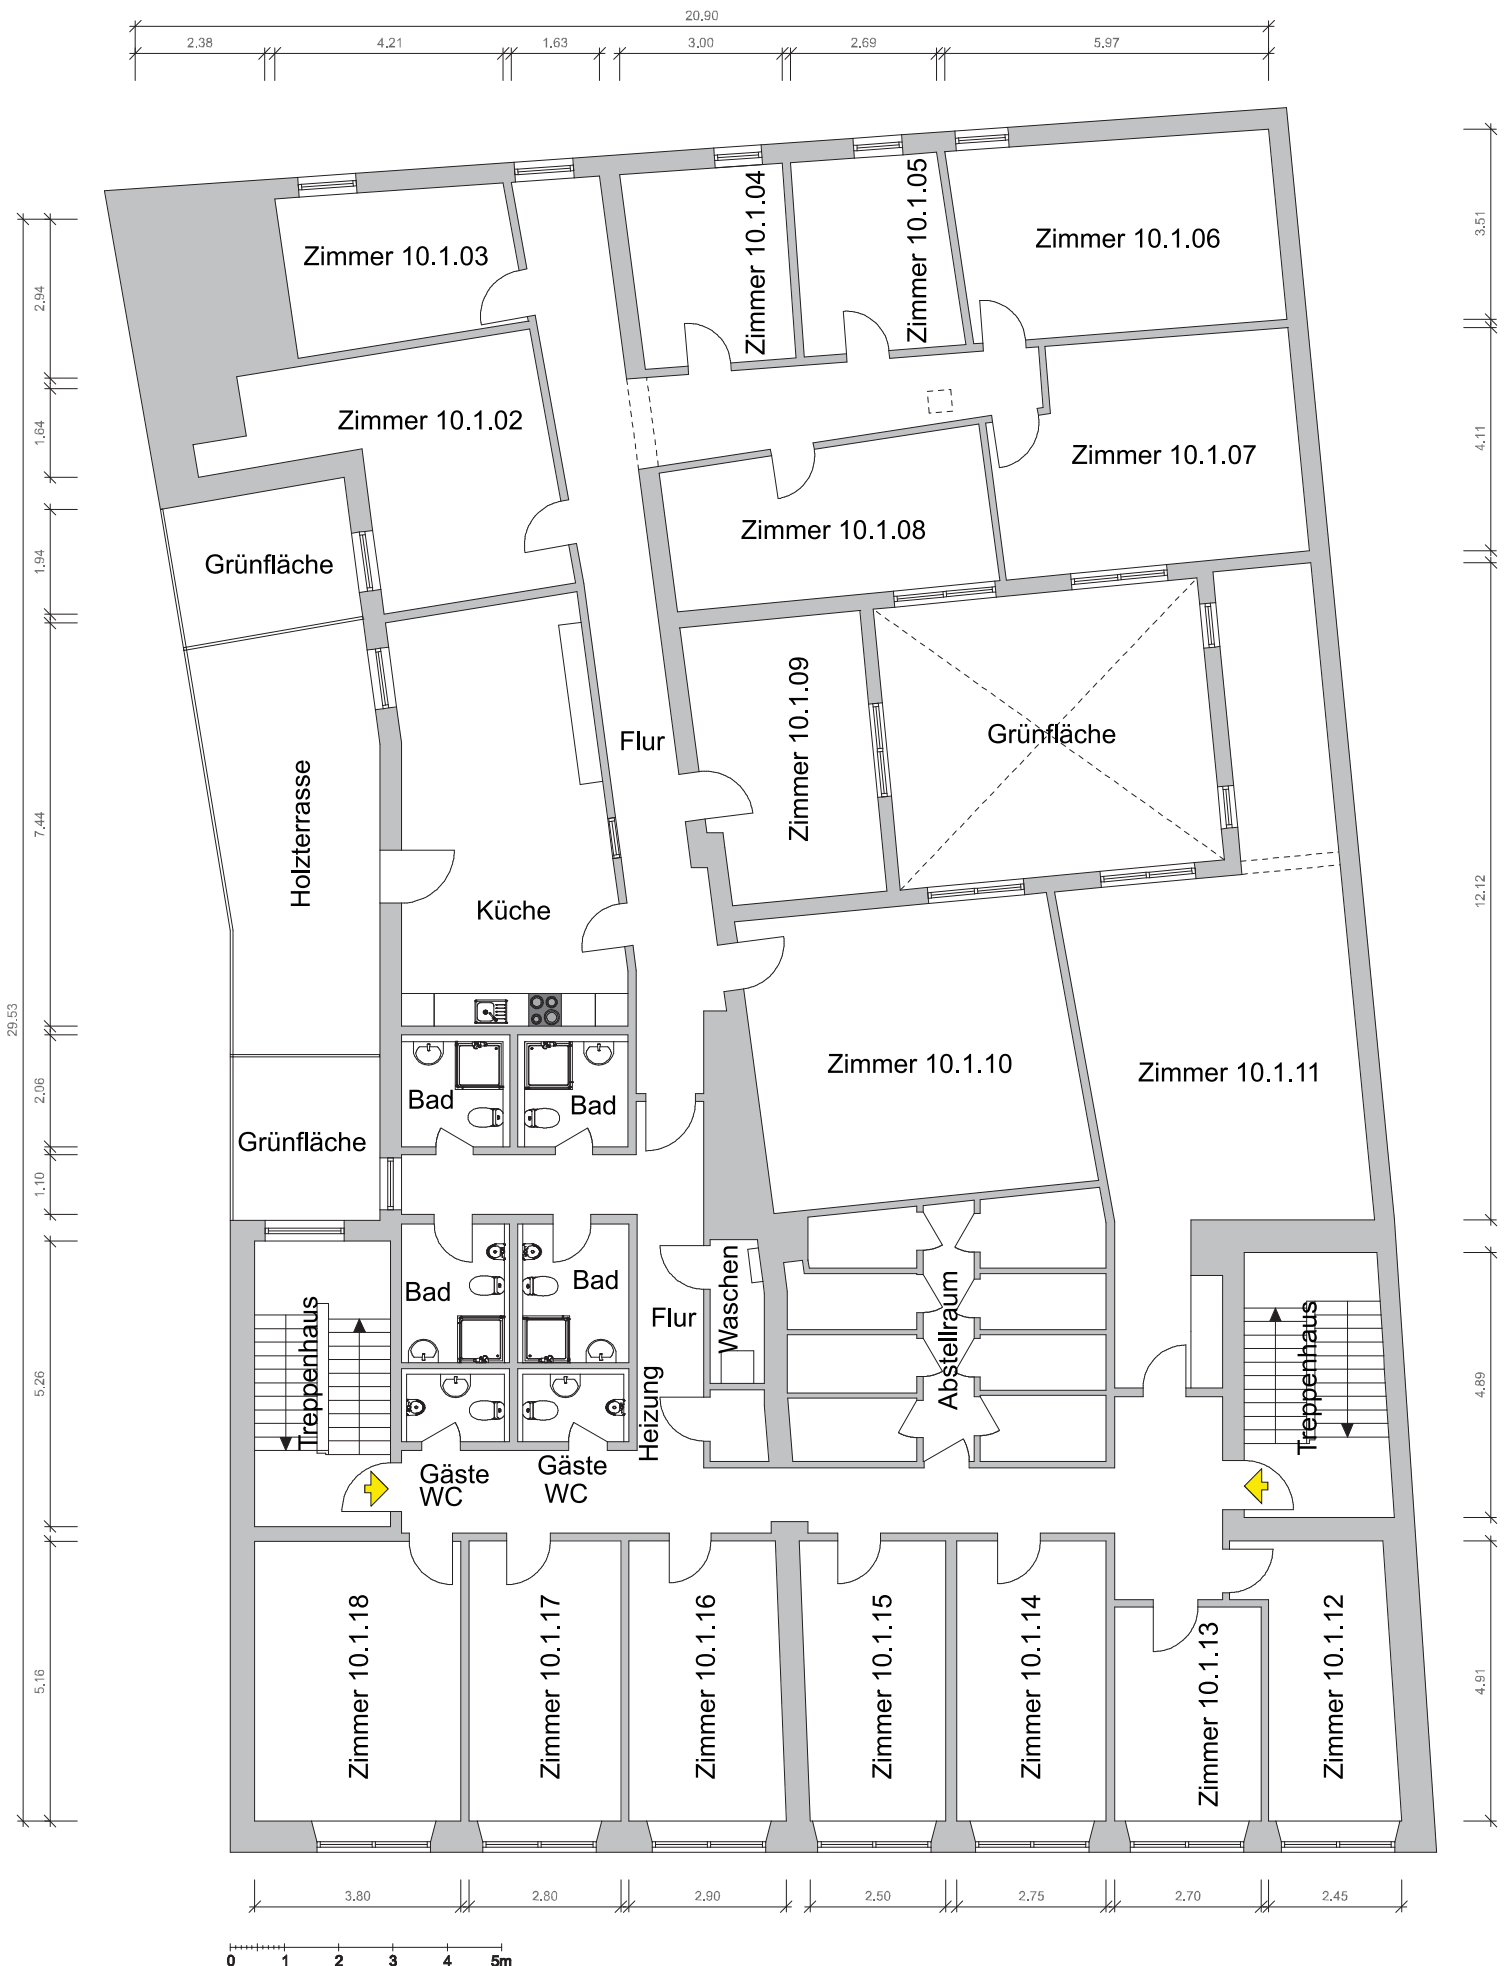 20.90
2.38
4.21
1.63
3.00
2.69
5.97
3.51
4.11
12.12
4.89
4.91
2.94
1.64
1.94
7.44
29.53
2.06
1.10
5.26
5.16
Zimmer 10.1.03
Zimmer 10.1.04
Zimmer 10.1.05
Zimmer 10.1.06
Zimmer 10.1.02
Zimmer 10.1.07
Zimmer 10.1.08
Grünfläche
Zimmer 10.1.09
Flur
Grünfläche
Holzterrasse
Küche
Zimmer 10.1.10
Zimmer 10.1.11
Bad
Bad
Grünfläche
Bad
Bad
Waschen
Flur
Abstellraum
Treppenhaus
Treppenhaus
Heizung
Gäste
WC
Gäste
WC
Zimmer 10.1.18
Zimmer 10.1.17
Zimmer 10.1.16
Zimmer 10.1.15
Zimmer 10.1.14
Zimmer 10.1.13
Zimmer 10.1.12
3.80
2.80
2.90
2.50
2.75
2.70
2.45
0 1 2 3 4 5m